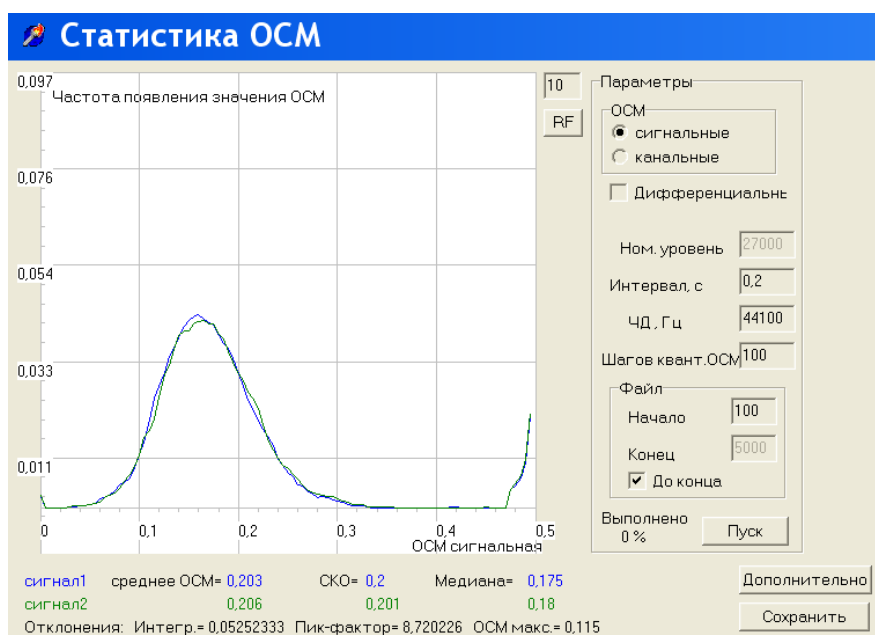 Статистика ОСМ
0,097
Частота появления значения ОСМ
0,076
0,054
0,033
0,011
0 0,1 0,2 0,3 0,4 0,5
ОСМ сигнальная
10
RF
Параметры
ОСМ
сигнальные
канальные
Дифференциальнь
Ном. уровень 27000
Интервал, с 0,2
ЧД, Гц 44100
Шагов квант.ОСМ 100
Файл
Начало 100
Конец 5000
До конца
Выполнено
0 %
Пуск
сигнал1 среднее ОСМ= 0,203 СКО= 0,2 Медиана= 0,175
сигнал2 0,206 0,201 0,18
Отклонения: Интегр.= 0,05252333 Пик-фактор= 8,720226 ОСМ макс.= 0,115
Дополнительно
Сохранить